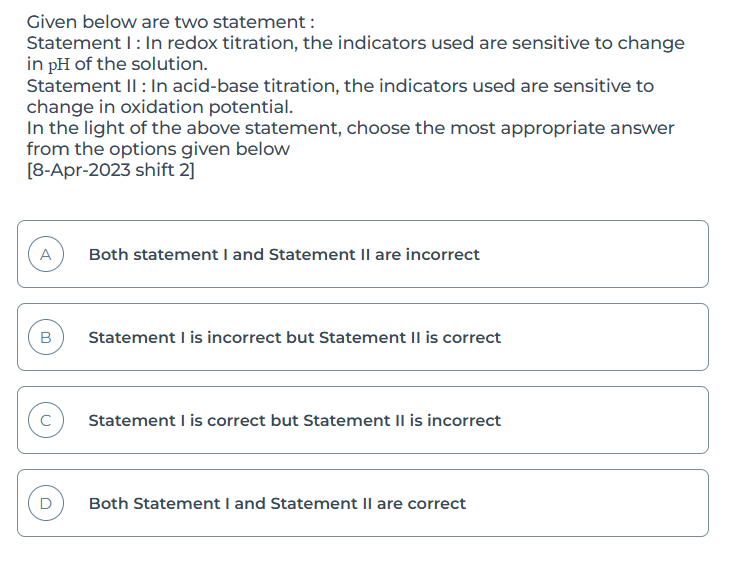 Given below are two statement :
Statement I : In redox titration, the indicators used are sensitive to change
in pH of the solution.
Statement II : In acid-base titration, the indicators used are sensitive to
change in oxidation potential.
In the light of the above statement, choose the most appropriate answer
from the options given below
[8-Apr-2023 shift 2]
A Both statement I and Statement II are incorrect
B Statement I is incorrect but Statement II is correct
C Statement I is correct but Statement II is incorrect
D Both Statement I and Statement II are correct